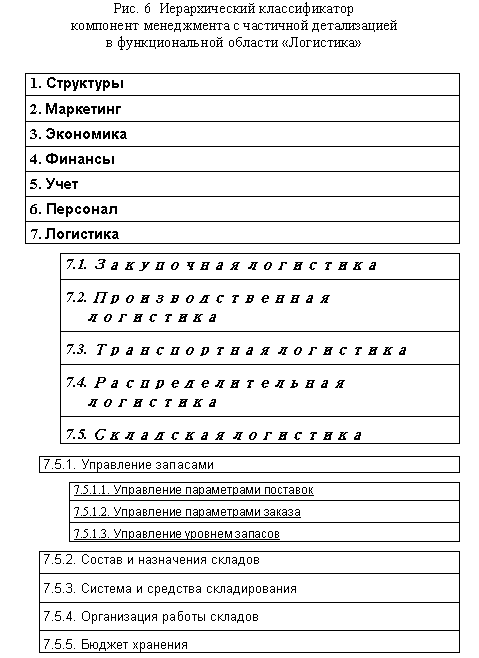 Рис. 6  Иерархический классификатор
компонент менеджмента с частичной детализацией
в функциональной области «Логистика»
1. Структуры
2. Маркетинг
3. Экономика
4. Финансы
5. Учет
6. Персонал
7. Логистика
7.1. Закупочная логистика
7.2. Производственная
логистика
7.3. Транспортная логистика
7.4. Распределительная
логистика
7.5. Складская логистика
7.5.1. Управление запасами
7.5.1.1. Управление параметрами поставок
7.5.1.2. Управление параметрами заказа
7.5.1.3. Управление уровнем запасов
7.5.2. Состав и назначения складов
7.5.3. Система и средства складирования
7.5.4. Организация работы складов
7.5.5. Бюджет хранения